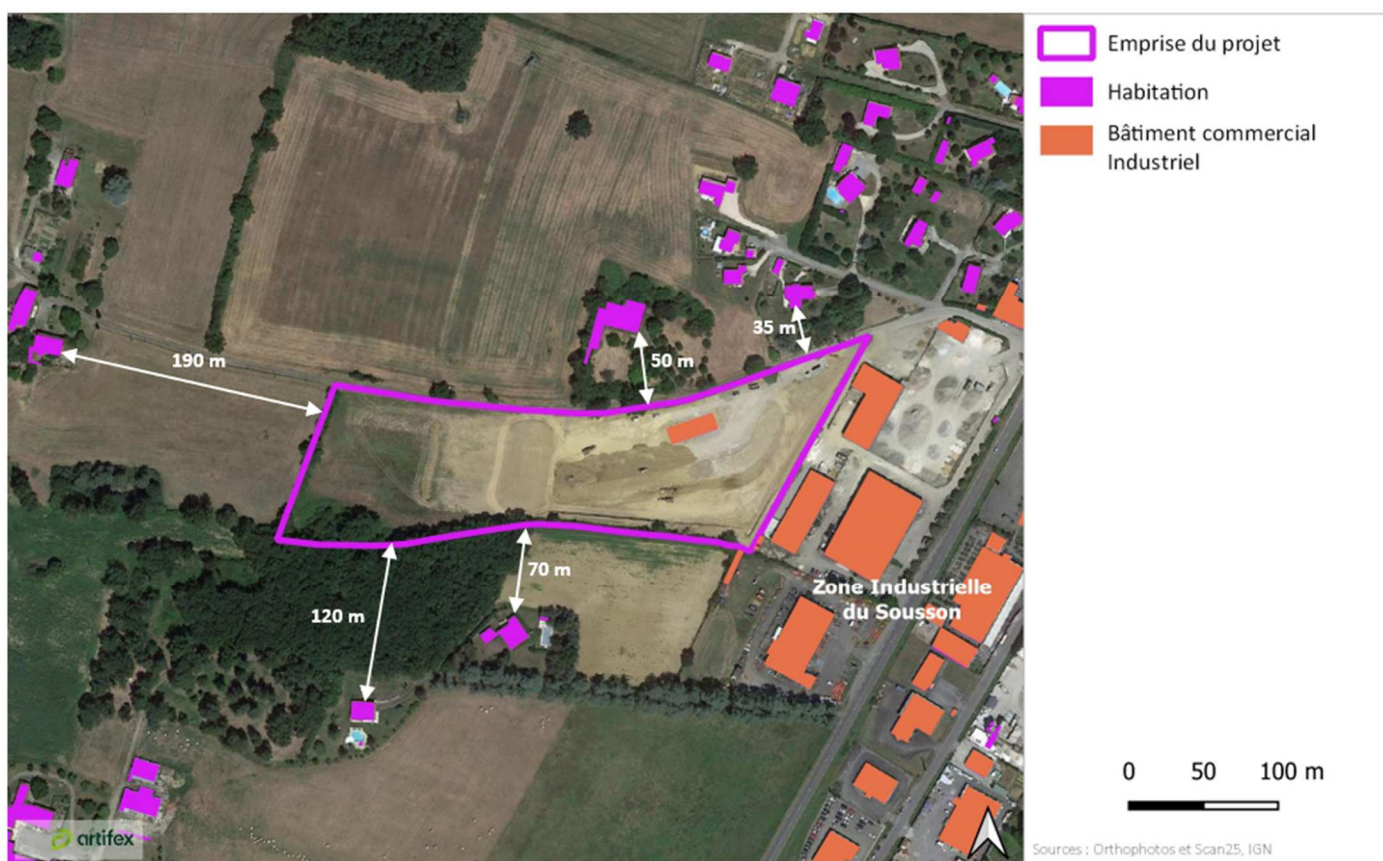 190 m
50 m
35 m
70 m
120 m
Zone Industrielle
du Sousson
artifex
Emprise du projet
Habitation
Bâtiment commercial
Industriel
0 50 100 m
Sources : Orthophotos et Scan25, IGN